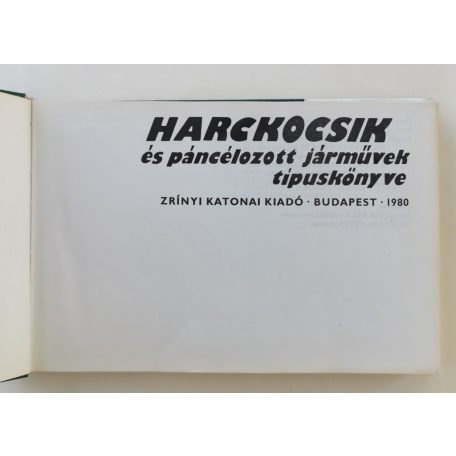 HARCKOCSIK
és páncélozott járművek
típuskönyve
ZRÍNYI KATONAI KIADÓ · BUDAPEST · 1980